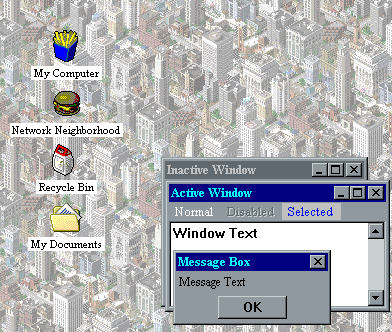 My Computer
Network Neighborhood
Recycle Bin
My Documents
Inactive Window
Active Window
Normal Disabled Selected
Window Text
Message Box
Message Text
OK